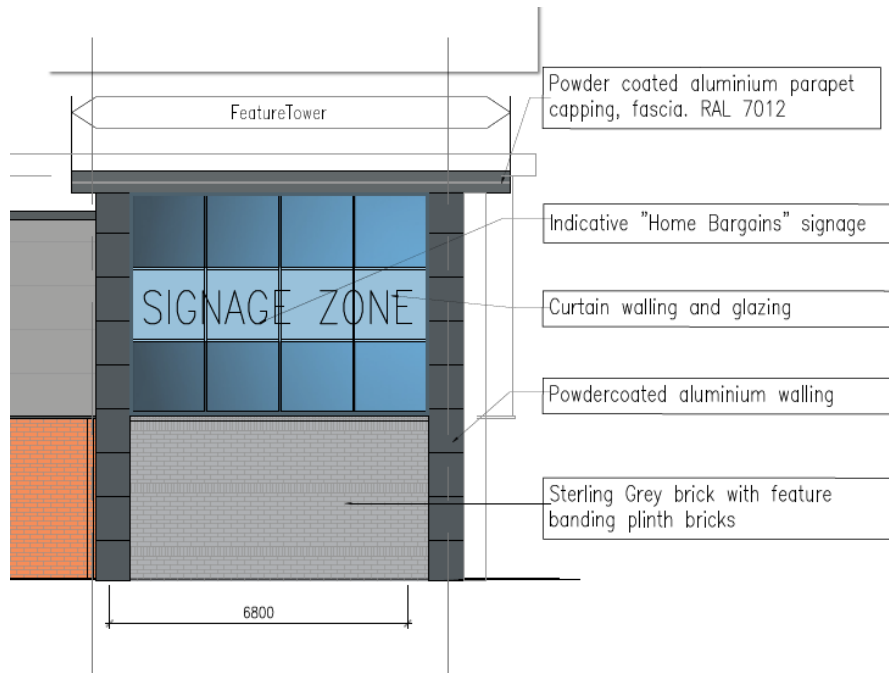 FeatureTower
Powder coated aluminium parapet
capping, fascia. RAL 7012
Indicative "Home Bargains" signage
SIGNAGE ZONE
Curtain walling and glazing
Powdercoated aluminium walling
Sterling Grey brick with feature
banding plinth bricks
6800